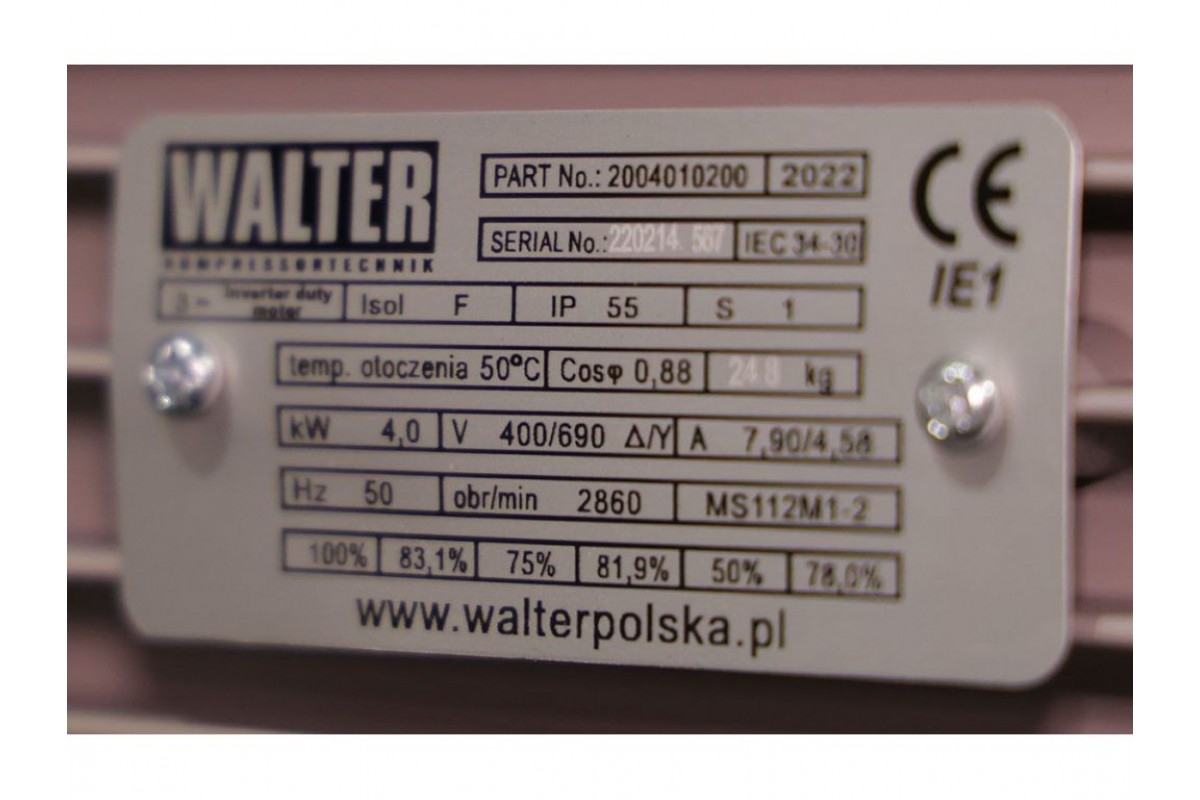 WALTER
KOMPRESSORTECHNIK
PART No.: 2004010200 2022
SERIAL No.: 220214. 567 IEC 34-30
CE
IE1
3 ~ inverter duty motor Isol F IP 55 S 1
temp. otoczenia 50°C Cosφ 0,88 24.8 kg
kW 4,0 V 400/690 Δ/Y A 7,90/4,58
Hz 50 obr/min 2860 MS112M1-2
100% 83,1% 75% 81,9% 50% 78,0%
www.walterpolska.pl